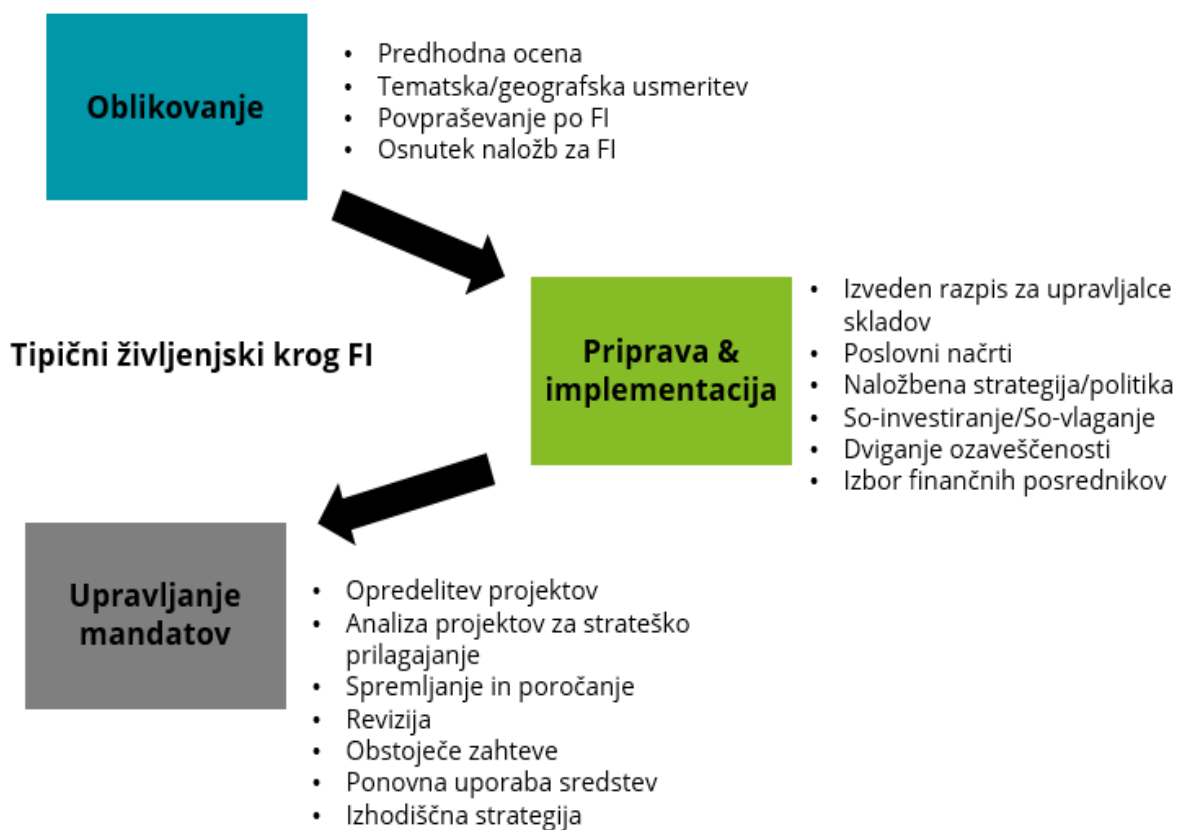 Oblikovanje
• Predhodna ocena
• Tematska/geografska usmeritev
• Povpraševanje po FI
• Osnutek naložb za FI
Tipični življenjski krog FI
Priprava &
implementacija
• Izveden razpis za upravljalce
skladov
• Poslovni načrti
• Naložbena strategija/politika
• So-investiranje/So-vlaganje
• Dviganje ozaveščenosti
• Izbor finančnih posrednikov
Upravljanje
mandatov
• Opredelitev projektov
• Analiza projektov za strateško
prilagajanje
• Spremljanje in poročanje
• Revizija
• Obstoječe zahteve
• Ponovna uporaba sredstev
• Izhodiščna strategija